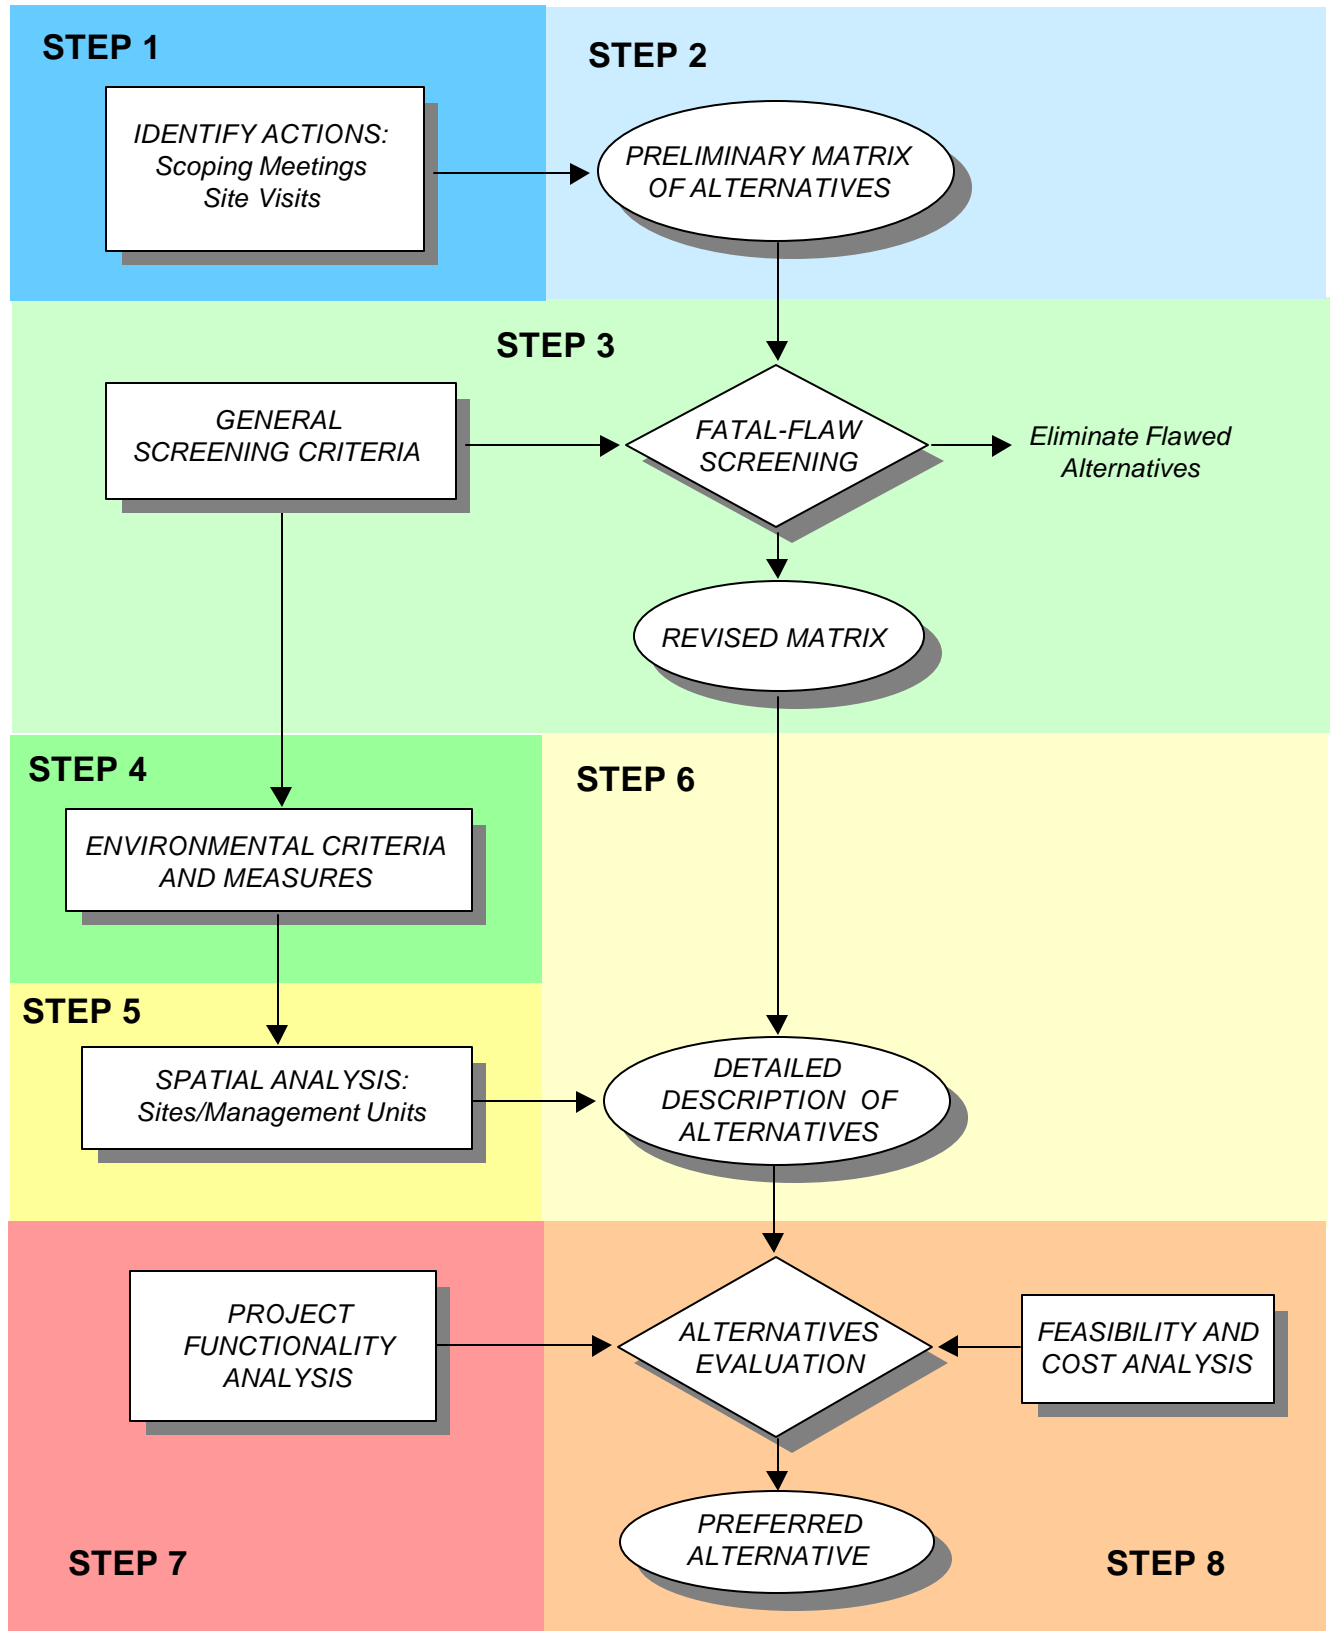 STEP 1
IDENTIFY ACTIONS:
Scoping Meetings
Site Visits
STEP 2
PRELIMINARY MATRIX
OF ALTERNATIVES
STEP 3
GENERAL
SCREENING CRITERIA
FATAL-FLAW
SCREENING
Eliminate Flawed
Alternatives
REVISED MATRIX
STEP 4
ENVIRONMENTAL CRITERIA
AND MEASURES
STEP 5
SPATIAL ANALYSIS:
Sites/Management Units
STEP 6
DETAILED
DESCRIPTION OF
ALTERNATIVES
PROJECT
FUNCTIONALITY
ANALYSIS
STEP 7
ALTERNATIVES
EVALUATION
FEASIBILITY AND
COST ANALYSIS
PREFERRED
ALTERNATIVE
STEP 8